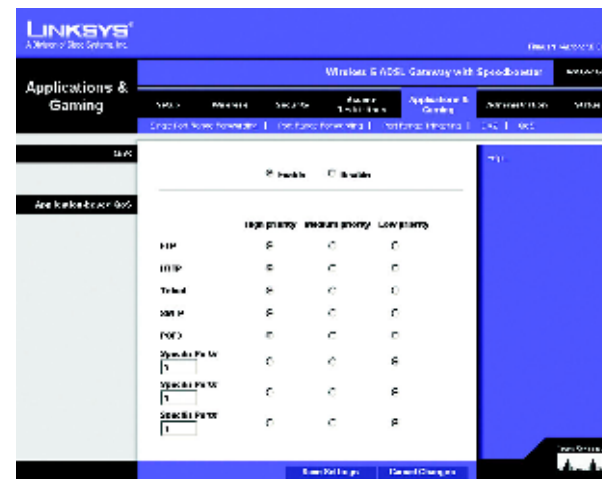 LINKSYS
A Division of Cisco Systems, Inc.
Wireless G ADSL Gateway with Speedbooster
Applications & Gaming
Setup Wireless Security Access Restrictions Applications & Gaming Administration Status
Single Port Range Forwarding | Port Range Forwarding | Port Range Triggering | DMZ | QoS
QoS
Enable Disable
Application-based QoS
High priority Medium priority Low priority
FTP
HTTP
Telnet
SMTP
POP3
Specific Port#
Specific Port#
Specific Port#
Save Settings Cancel Changes